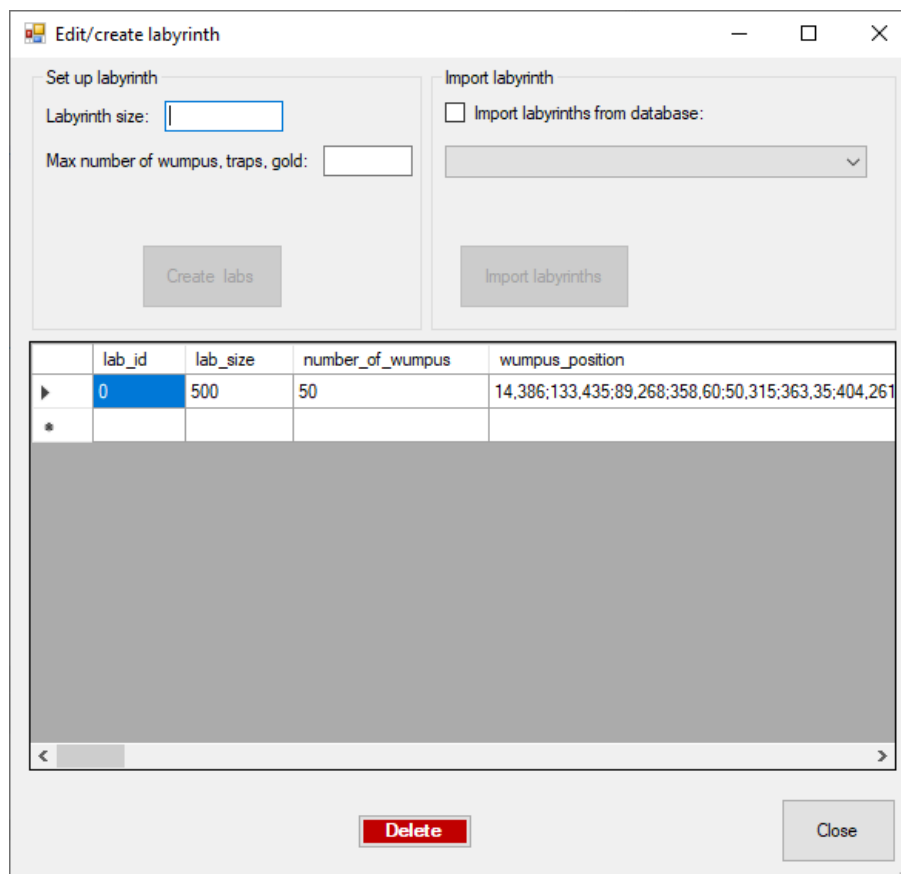 Edit/create labyrinth
Set up labyrinth
Labyrinth size:
Max number of wumpus, traps, gold:
Create labs
Import labyrinth
Import labyrinths from database:
Import labyrinths
lab_id lab_size number_of_wumpus wumpus_position
0 500 50 14,386;133,435;89,268;358,60;50,315;363,35;404,261
Delete
Close